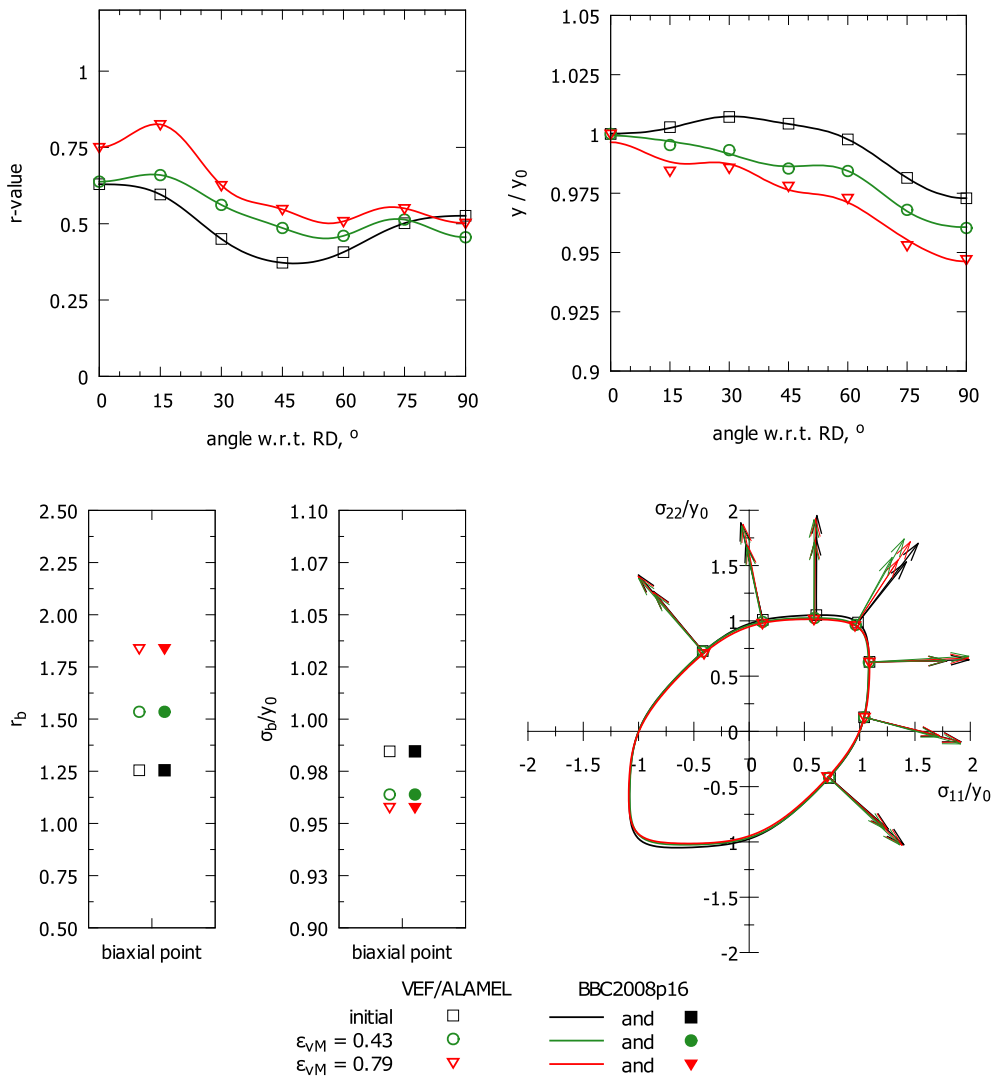 1
0.75
0.5
0.25
0
r-value
0 15 30 45 60 75 90
angle w.r.t. RD, °
1.05
1.025
1
0.975
0.95
0.925
0.9
y / y0
0 15 30 45 60 75 90
angle w.r.t. RD, °
2.50
2.25
2.00
1.75
1.50
1.25
1.00
0.75
0.50
rb
biaxial point
1.10
1.07
1.05
1.02
1.00
0.98
0.95
0.93
0.90
σb/y0
biaxial point
σ22/y0
2
1.5
1
0.5
0
-0.5
1
-1.5
-2
-2 -1.5 -1 -0.5 0 0.5 1 1.5 2
σ11/y0
VEF/ALAMEL BBC2008p16
initial and
εvM = 0.43 and
εvM = 0.79 and